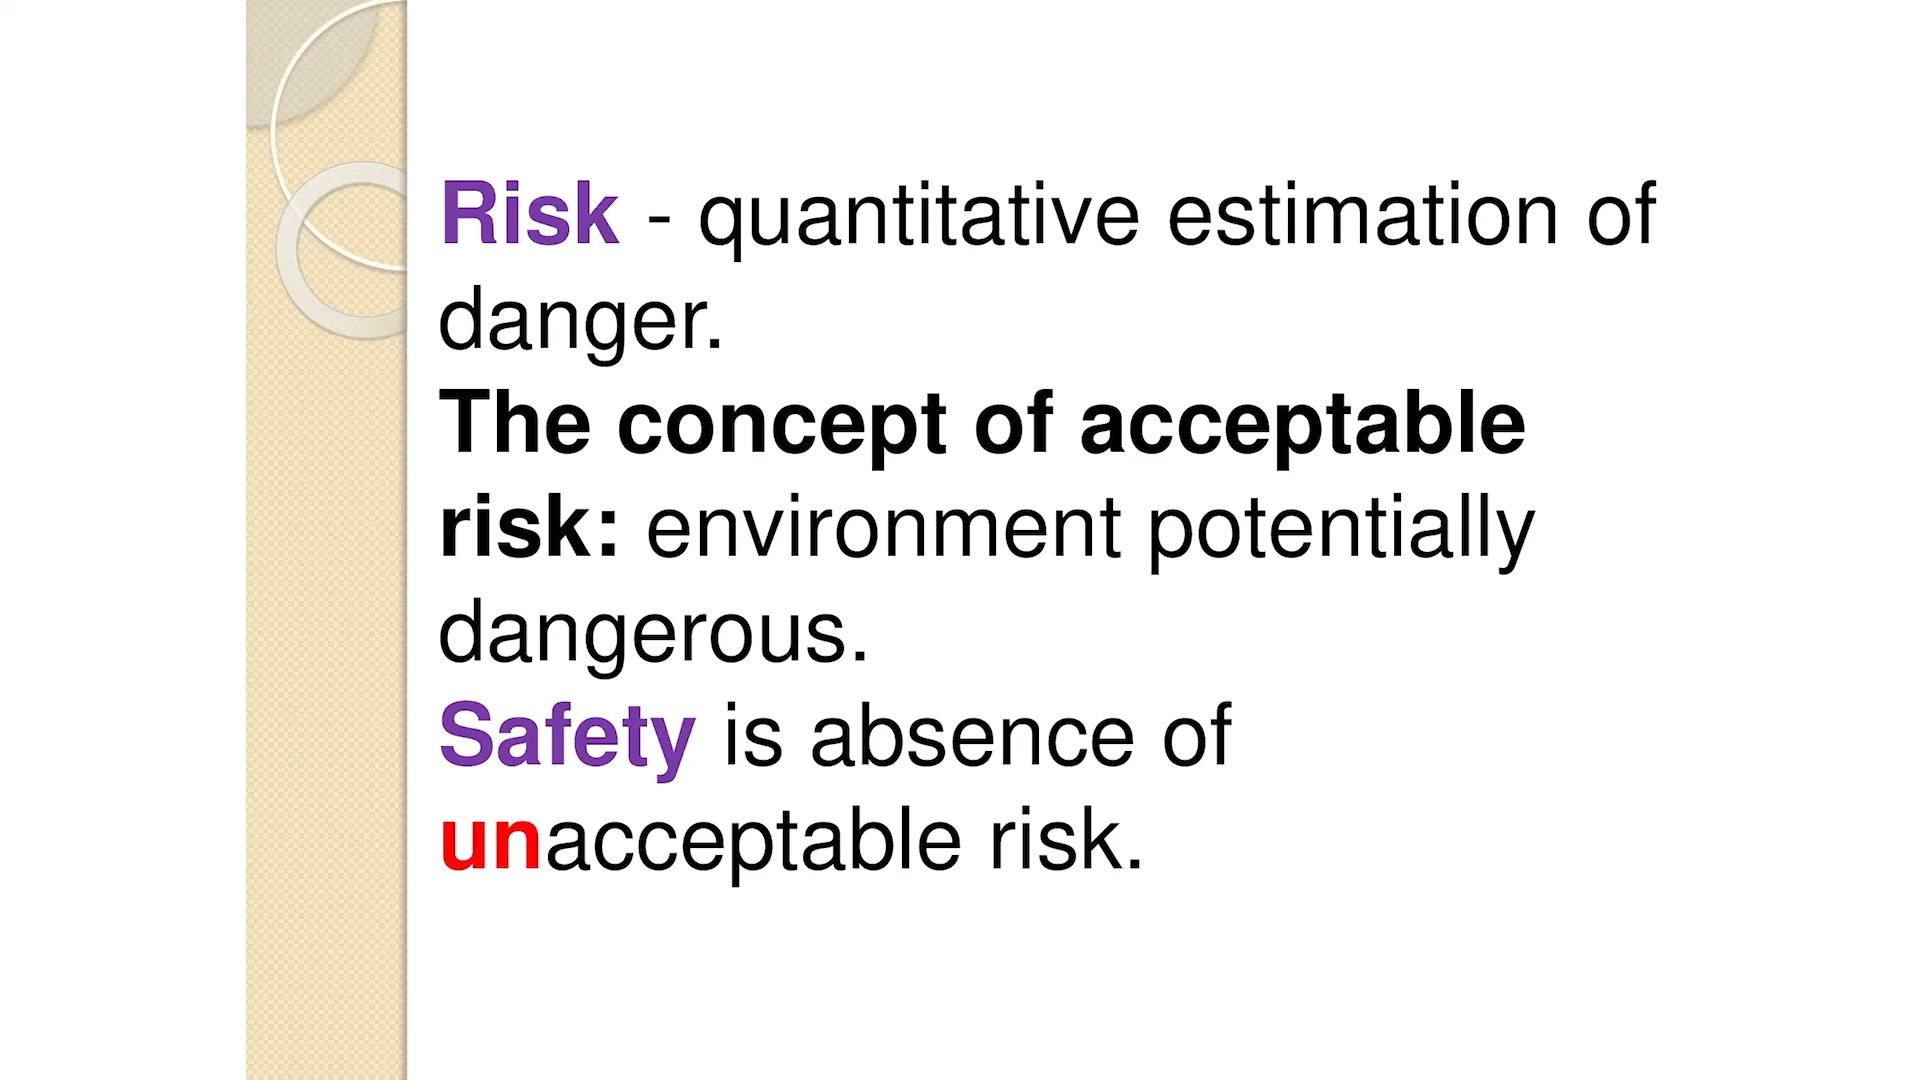 Risk - quantitative estimation of
danger.
The concept of acceptable
risk: environment potentially
dangerous.
Safety is absence of
unacceptable risk.